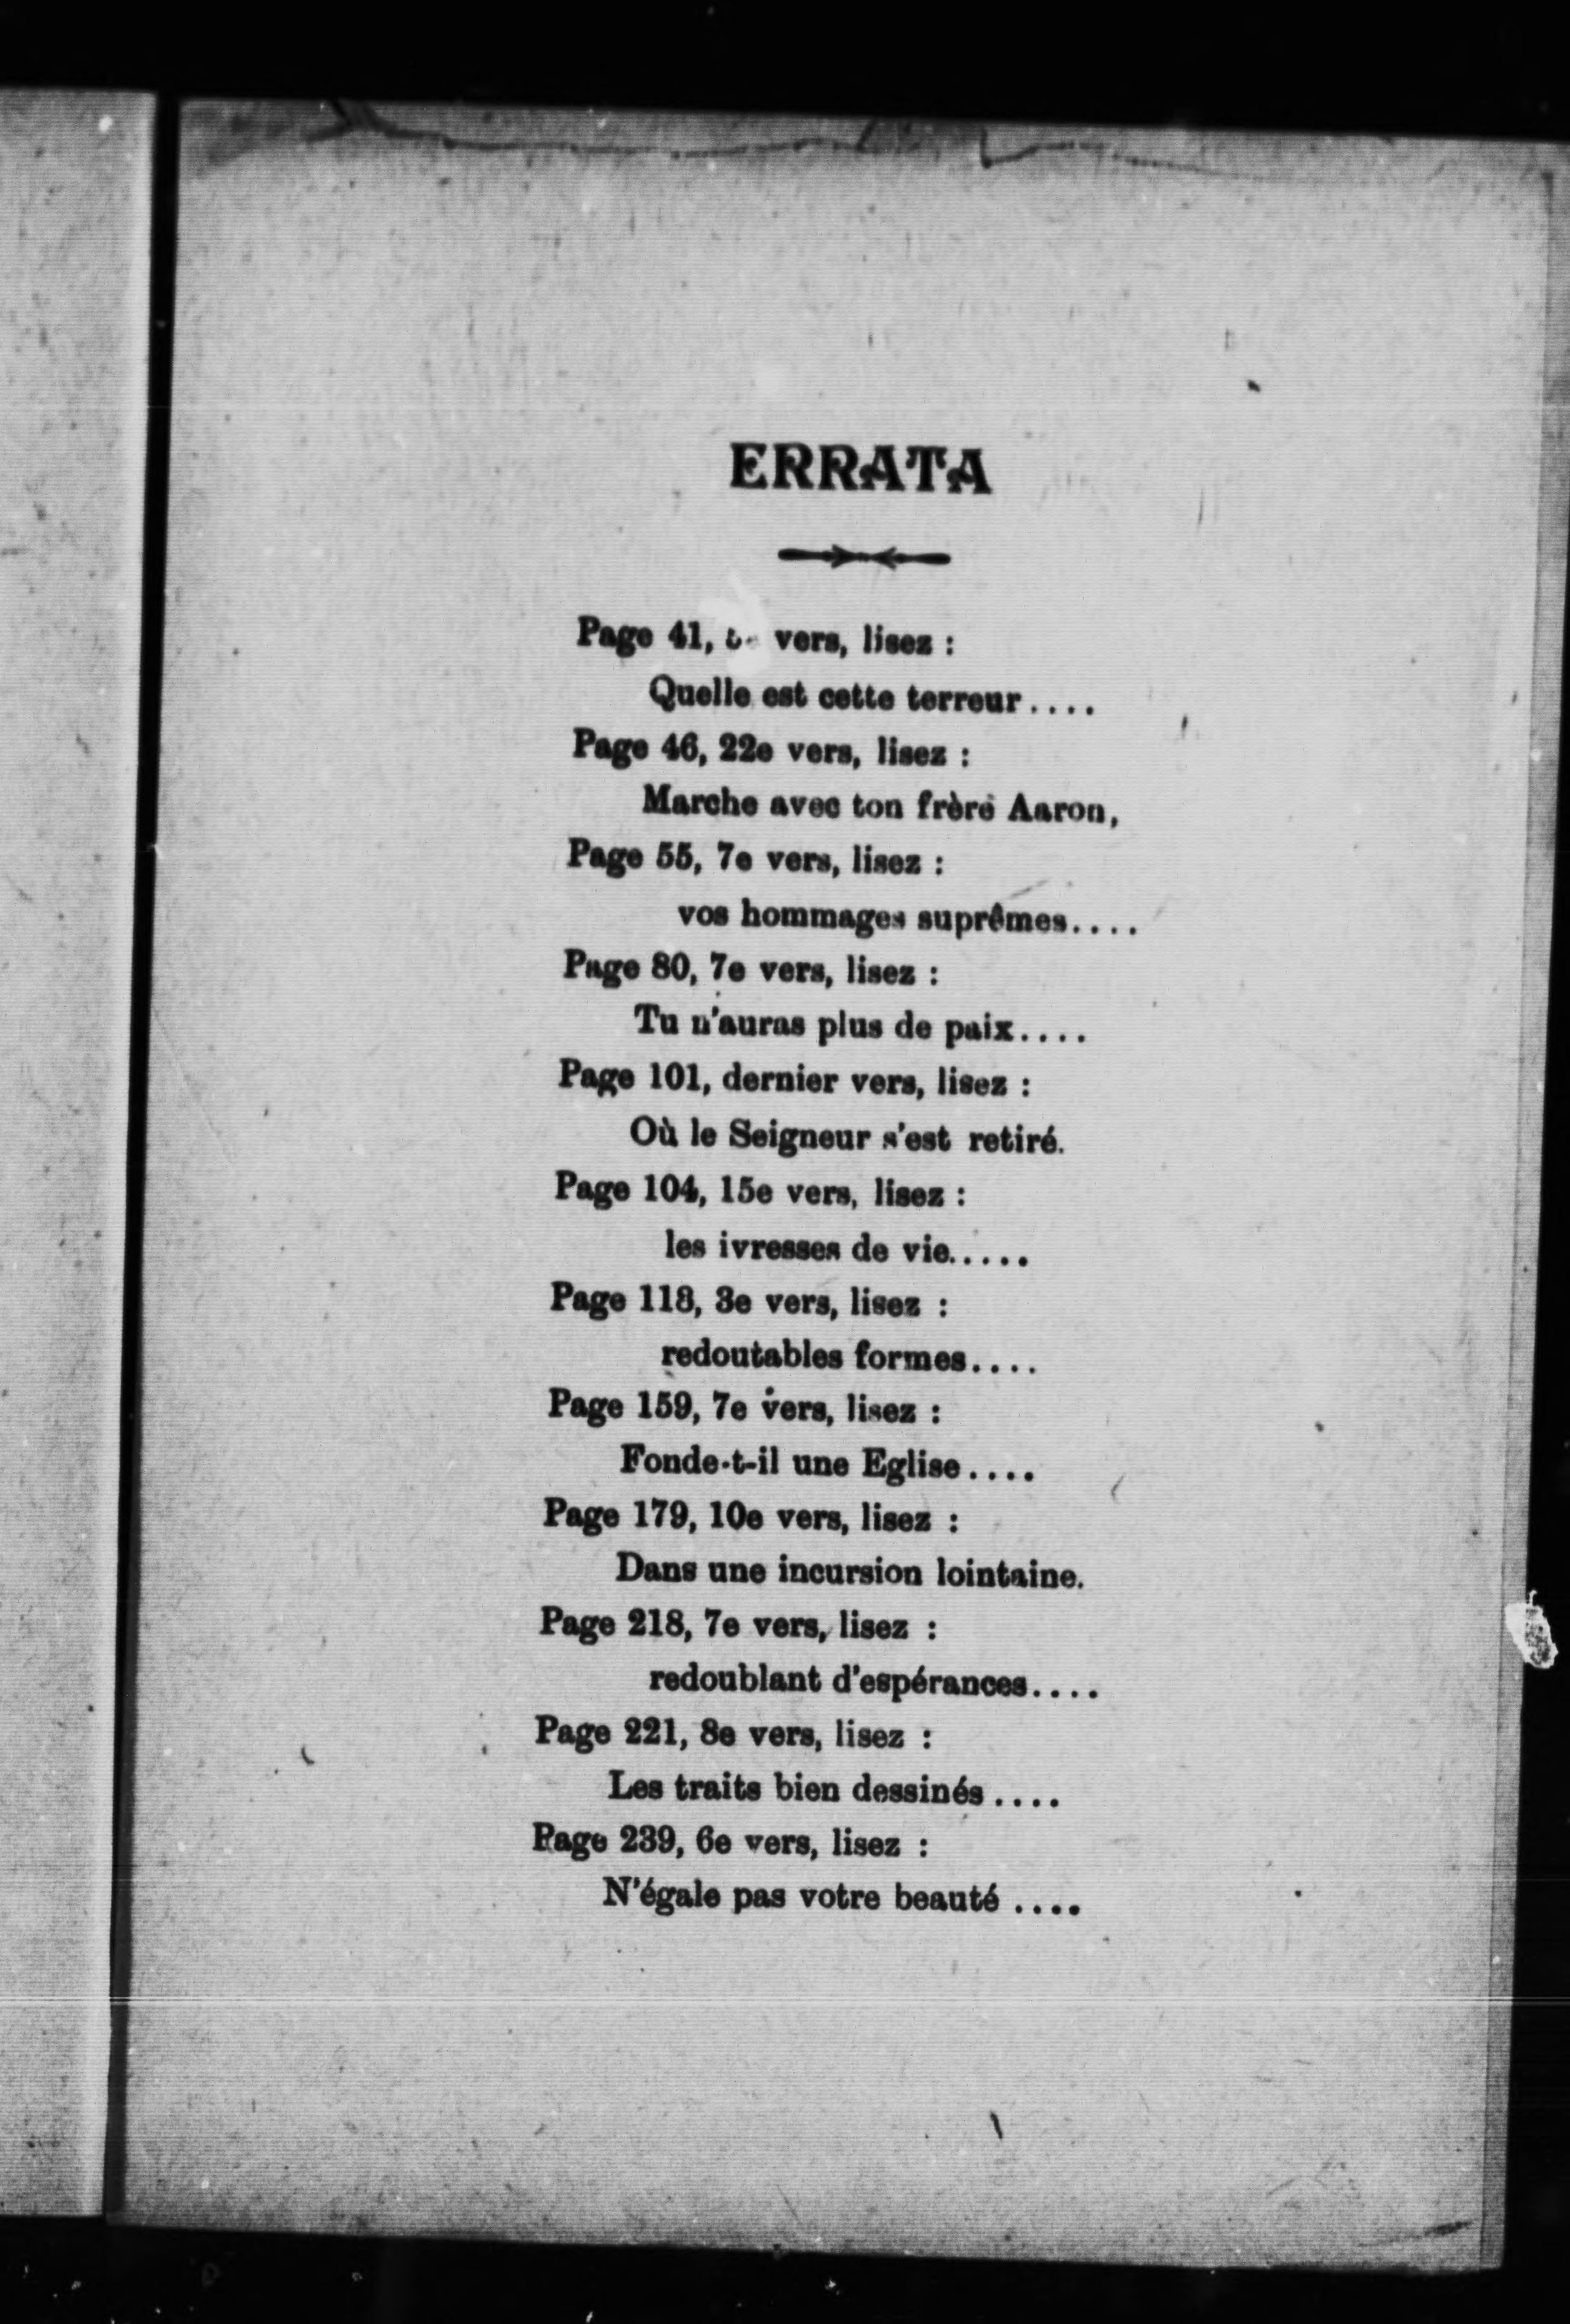 ERRATA
Page 41, vers, lisez :
Quelle est cette terreur....
Page 46, 22e vers, lisez :
Marche avec ton frère Aaron,
Page 55, 7e vers, lisez :
vos hommages suprêmes....
Page 80, 7e vers, lisez :
Tu n'auras plus de paix....
Page 101, dernier vers, lisez :
Où le Seigneur s'est retiré.
Page 104, 15e vers, lisez :
les ivresses de vie.....
Page 118, 3e vers, lisez :
redoutables formes....
Page 159, 7e vers, lisez :
Fonde-t-il une Eglise....
Page 179, 10e vers, lisez :
Dans une incursion lointaine.
Page 218, 7e vers, lisez :
redoublant d'espérances....
Page 221, 8e vers, lisez :
Les traits bien dessinés....
Page 239, 6e vers, lisez :
N'égale pas votre beauté ....